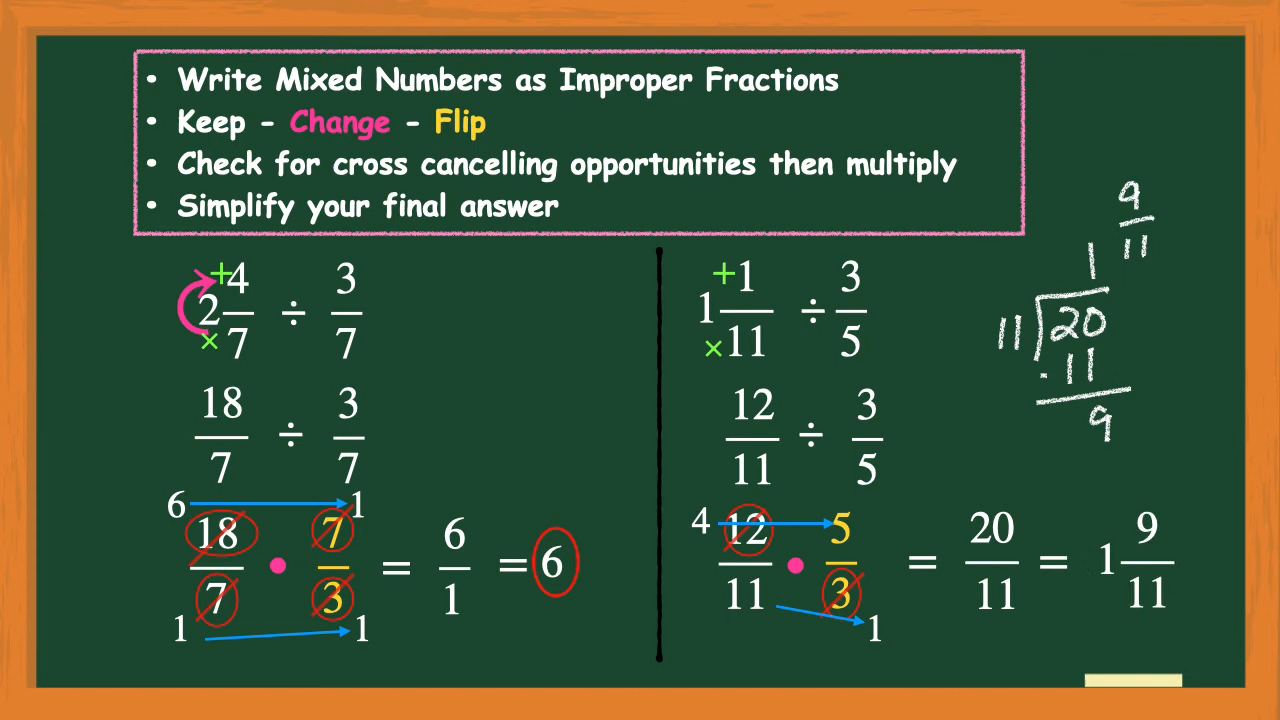 • Write Mixed Numbers as Improper Fractions
• Keep - Change - Flip
• Check for cross cancelling opportunities then multiply
• Simplify your final answer
2 + 4/7 × ÷ 3/7
18/7 ÷ 3/7
6 1
18/7 • 7/3 = 6/1 = 6
1 1
1 + 1/11 × ÷ 3/5
12/11 ÷ 3/5
4
12/11 • 5/3 = 20/11 = 1 9/11
1
9
11
1
11 20
- 11
9